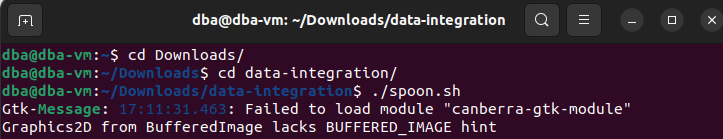 dba@dba-vm: ~/Downloads/data-integration
dba@dba-vm:~$ cd Downloads/
dba@dba-vm:~/Downloads$ cd data-integration/
dba@dba-vm:~/Downloads/data-integration$ ./spoon.sh
Gtk-Message: 17:11:31.463: Failed to load module "canberra-gtk-module"
Graphics2D from BufferedImage lacks BUFFERED_IMAGE hint